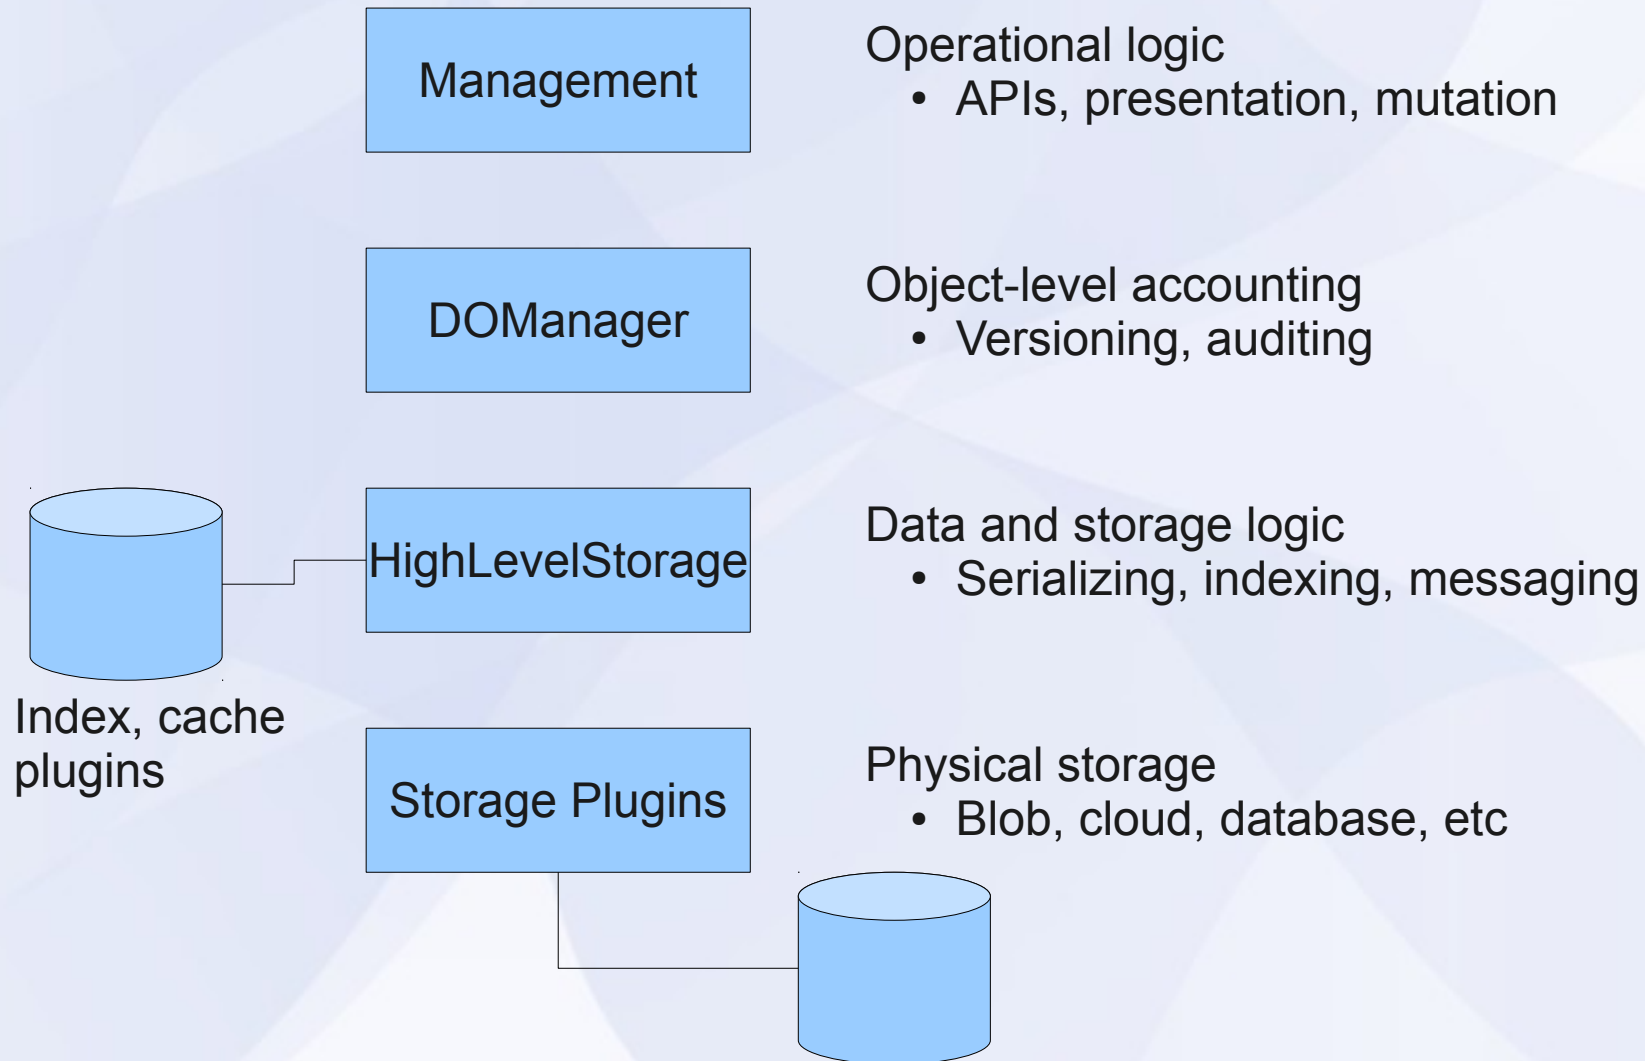 Management
Operational logic
• APIs, presentation, mutation
DOManager
Object-level accounting
• Versioning, auditing
HighLevelStorage
Data and storage logic
• Serializing, indexing, messaging
Index, cache
plugins
Storage Plugins
Physical storage
• Blob, cloud, database, etc